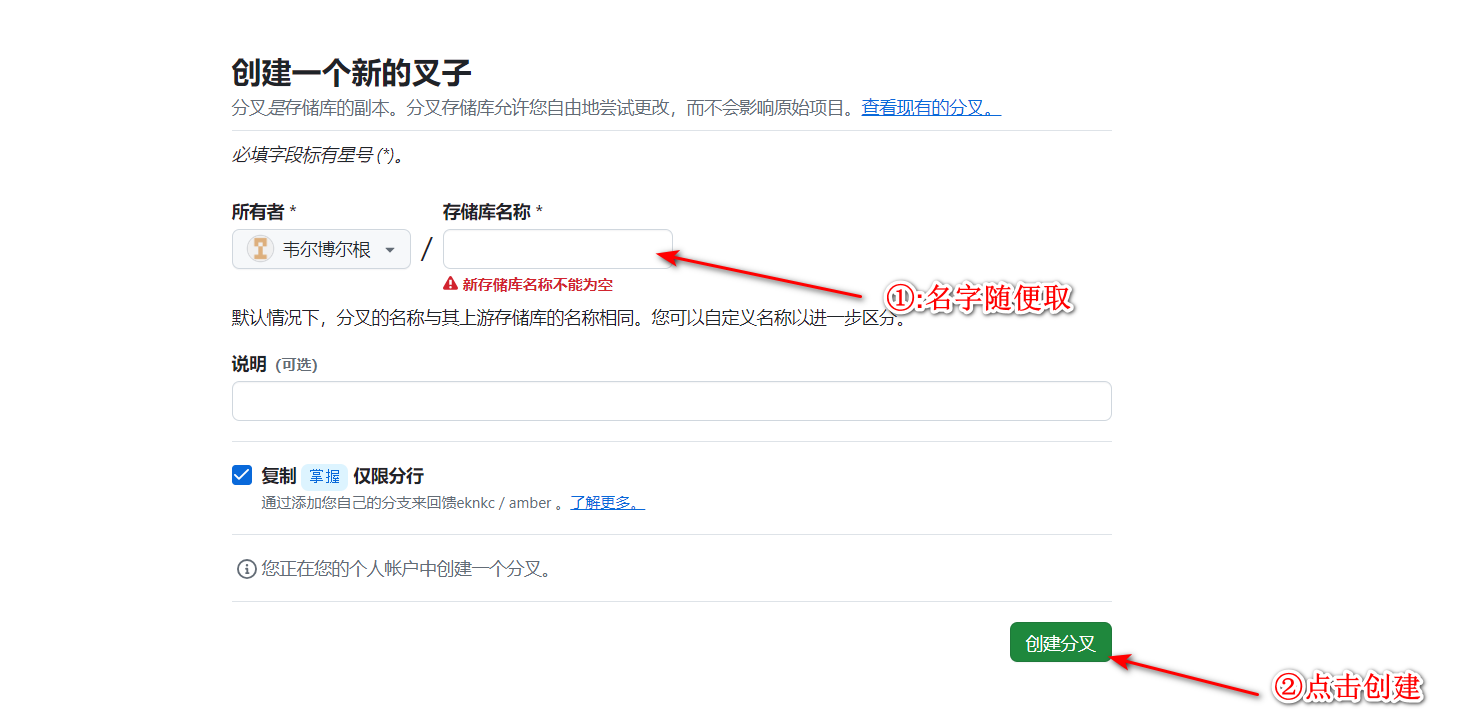 创建一个新的叉子
分叉是存储库的副本。分叉存储库允许您自由地尝试更改，而不会影响原始项目。查看现有的分叉。
必填字段标有星号 (*)。
所有者 * 存储库名称 *
韦尔博尔根 /
新存储库名称不能为空
①:名字随便取
默认情况下，分叉的名称与其上游存储库的名称相同。您可以自定义名称以进一步区分。
说明 (可选)
复制 掌握 仅限分行
通过添加您自己的分支来回馈eknkc / amber 。了解更多。
您正在您的个人帐户中创建一个分叉。
创建分叉
②点击创建